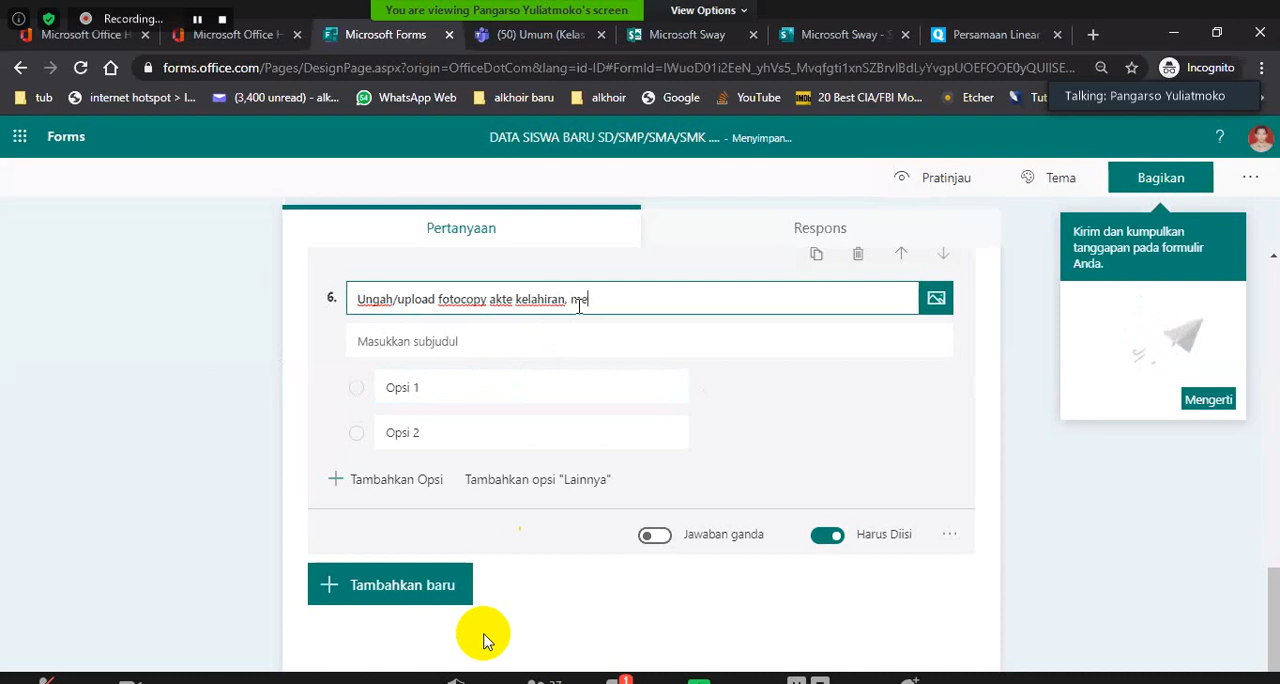 Recording...
You are viewing Pangarso Yuliatmoko's screen
View Options
Microsoft Office H
Microsoft Office H
Microsoft Forms
(50) Umum (Kelas
Microsoft Sway
Microsoft Sway - S
Persamaan Linear
forms.office.com/Pages/DesignPage.aspx?origin=OfficeDotCom&lang=id-ID#FormId=
Incognito
tub
internet hotspot > I...
(3,400 unread) - alk...
WhatsApp Web
alkhoir baru
alkhoir
Google
YouTube
20 Best CIA/FBI Mo...
Etcher
Tut
Talking: Pangarso Yuliatmoko
Forms
DATA SISWA BARU SD/SMP/SMA/SMK .... - Menyimpan...
?
Pratinjau
Tema
Bagikan
...
Pertanyaan
Respons
Kirim dan kumpulkan
tanggapan pada formulir
Anda.
Mengerti
6.
Ungah/upload fotocopy akte kelahiran, me
Masukkan subjudul
Opsi 1
Opsi 2
Tambahkan Opsi
Tambahkan opsi "Lainnya"
Jawaban ganda
Harus Diisi
...
Tambahkan baru
1